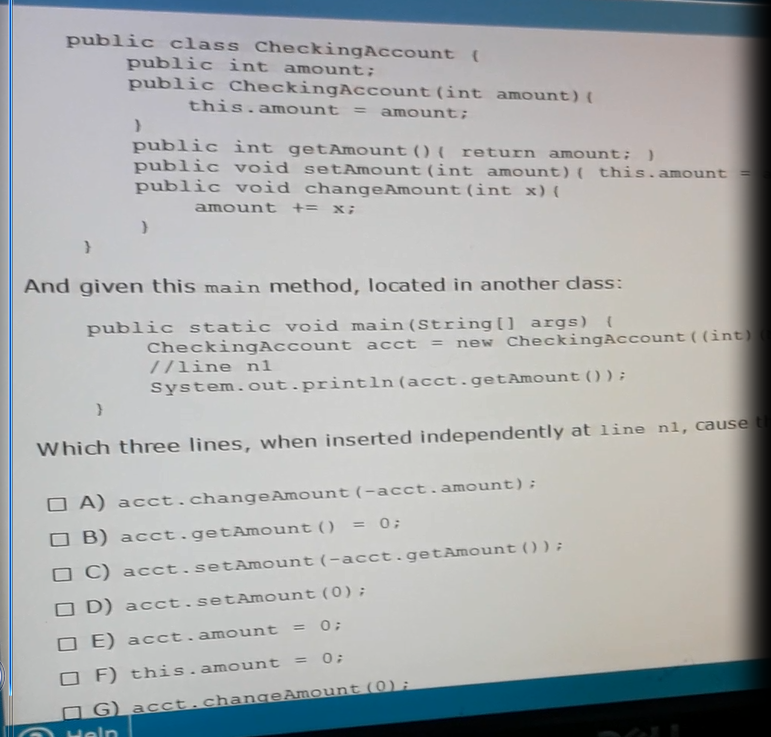 public class CheckingAccount {
public int amount;
public CheckingAccount(int amount){
this.amount = amount;
}
public int getAmount(){ return amount; }
public void setAmount(int amount){ this.amount =
public void changeAmount(int x){
amount += x;
}
}
And given this main method, located in another class:
public static void main(String[] args) {
CheckingAccount acct = new CheckingAccount((int)
//line n1
System.out.println(acct.getAmount());
}
Which three lines, when inserted independently at line n1, cause
A) acct.changeAmount(-acct.amount);
B) acct.getAmount() = 0;
C) acct.setAmount(-acct.getAmount());
D) acct.setAmount(0);
E) acct.amount = 0;
F) this.amount = 0;
G) acct.changeAmount(0);
Help